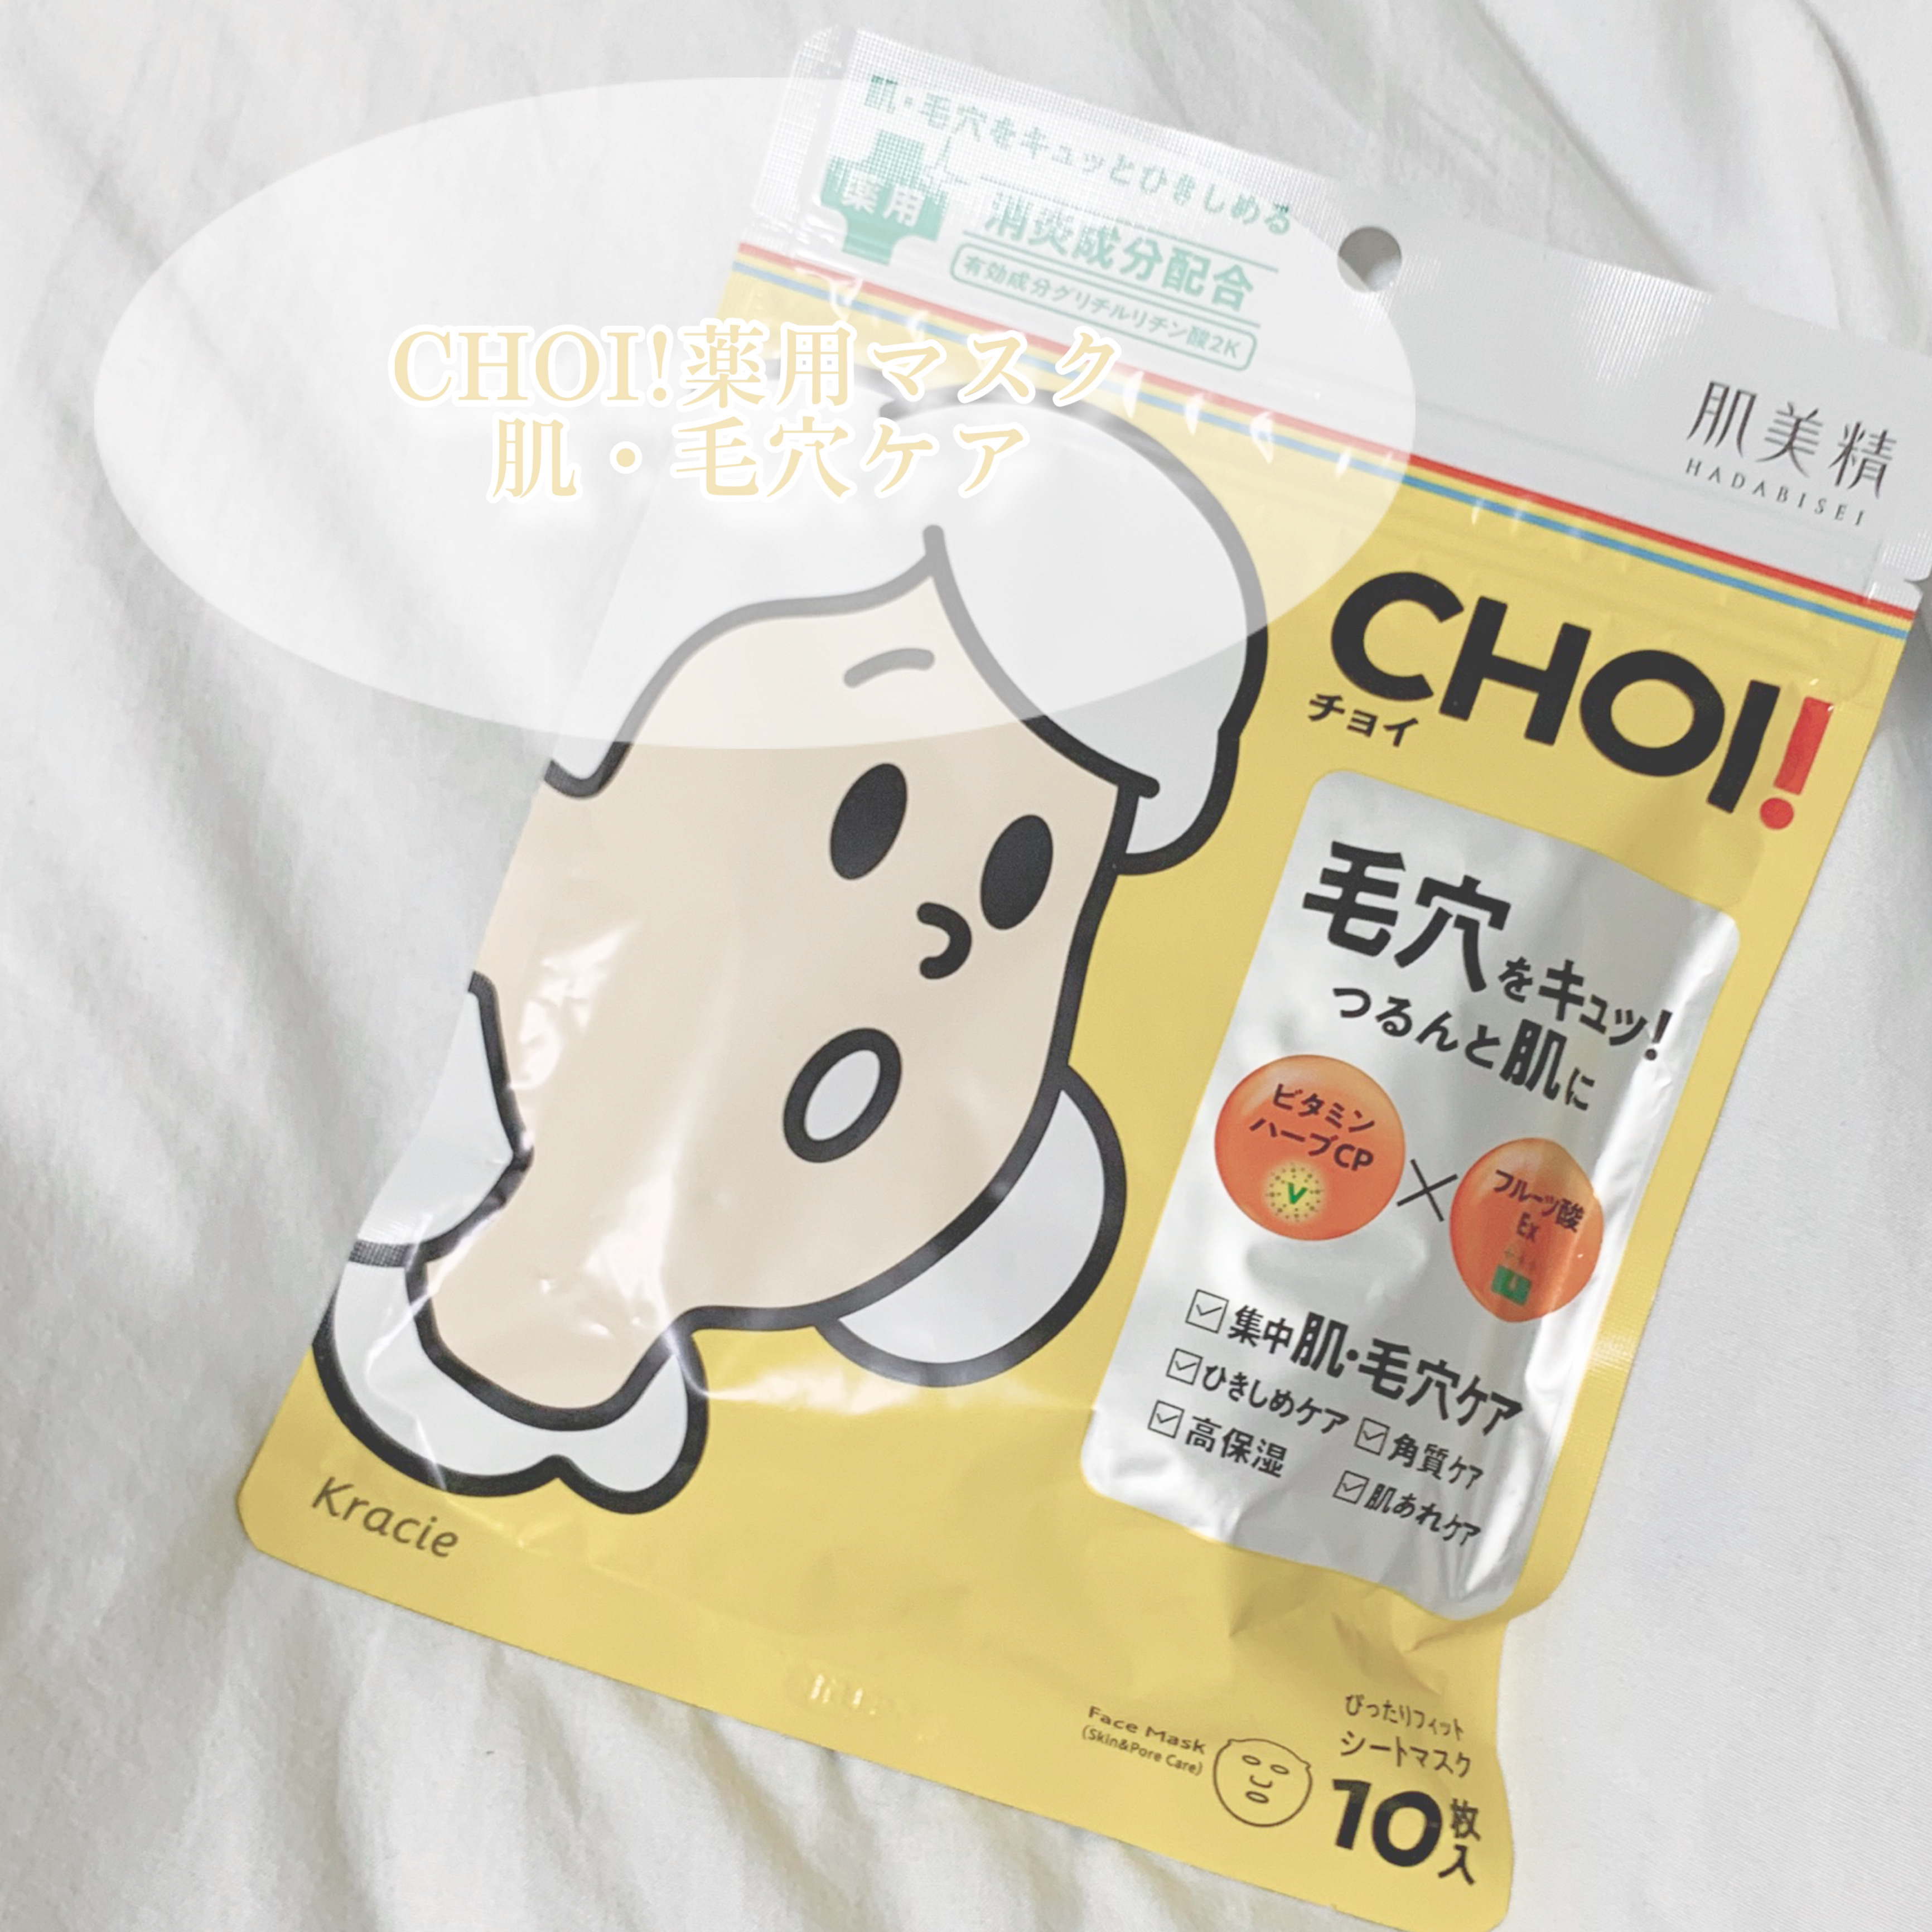 肌・毛穴をキュッとひきしめる
薬用
消炎成分配合
有効成分グリチルリチン酸2K
CHOI!薬用マスク
肌・毛穴ケア
肌美精
HADABISEI
CHOI!
チョイ
毛穴をキュッ!
つるんと肌に
ビタミン
ハーブCP
V
フルーツ酸
Ex
集中肌・毛穴ケア
ひきしめケア
角質ケア
高保湿
肌あれケア
Kracie
Face Mask
(Skin&Pore Care)
ぴったりフィット
シートマスク
10枚入